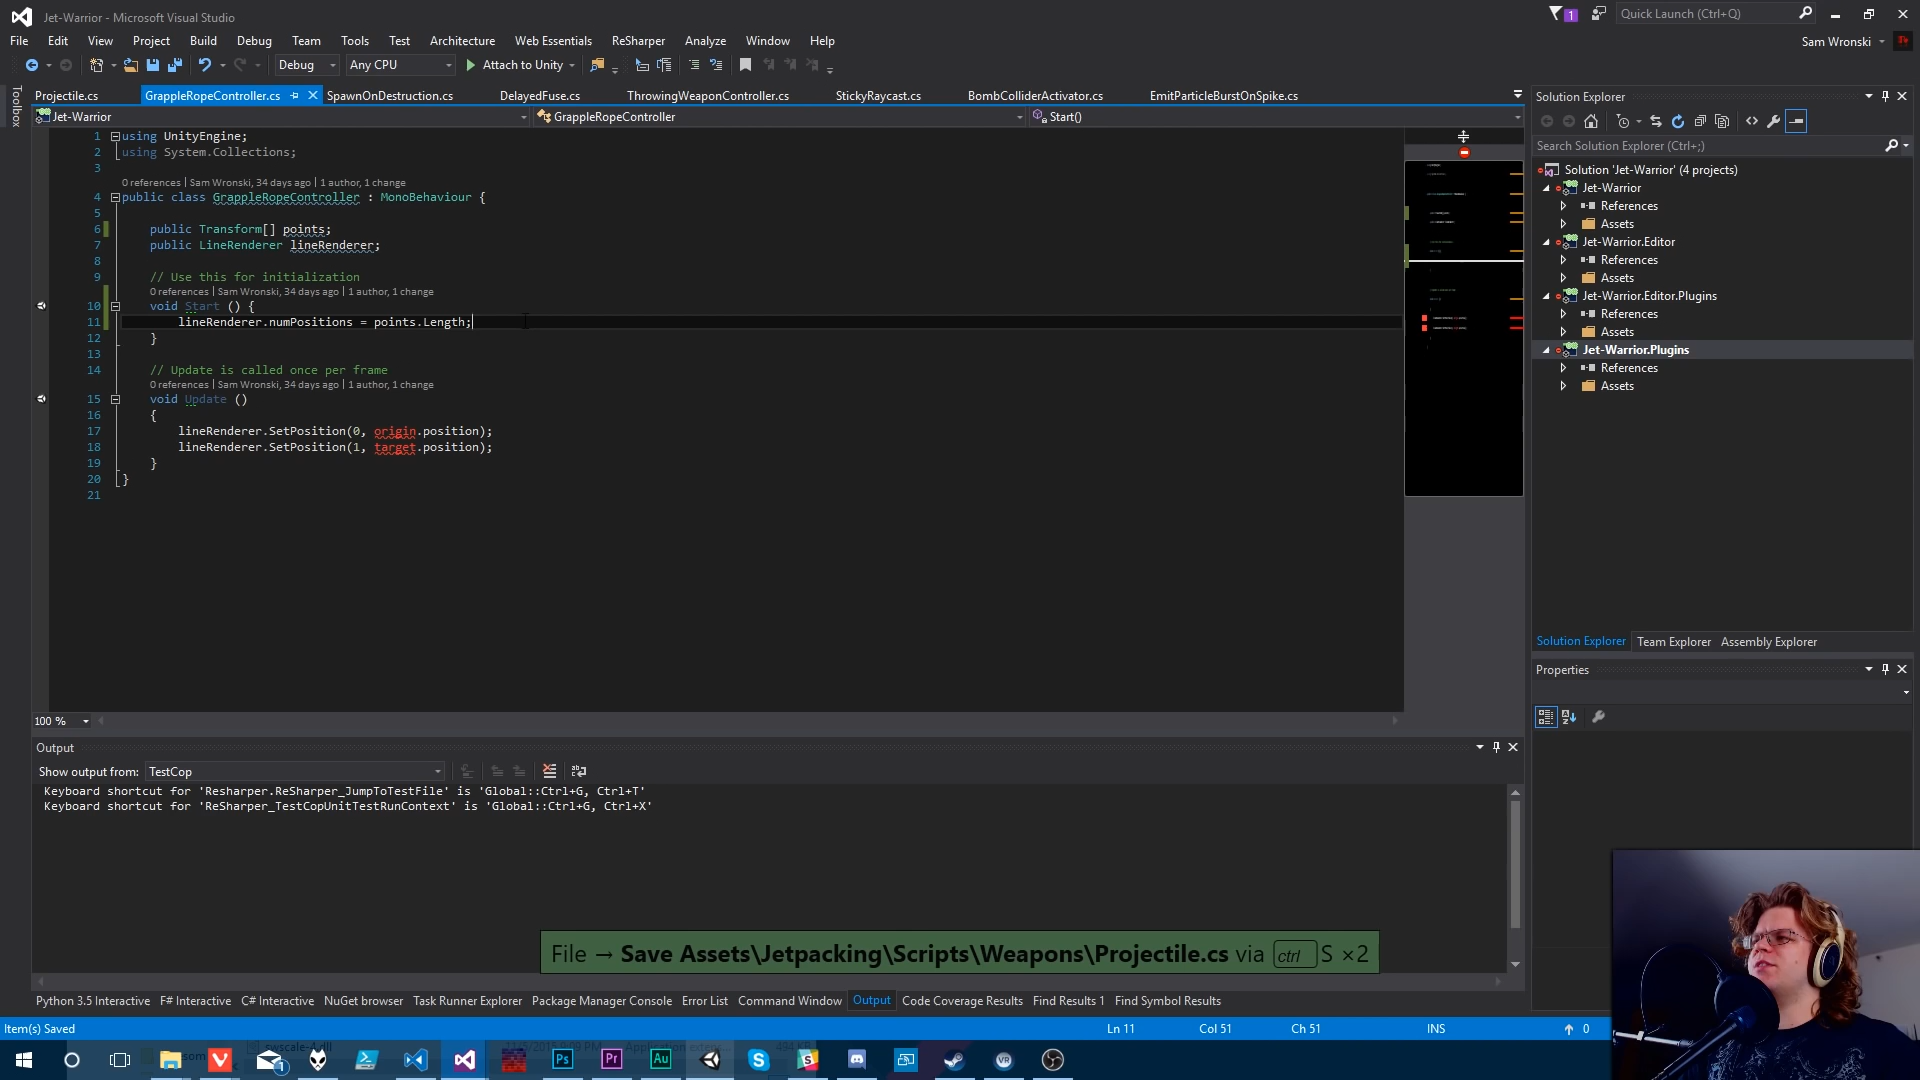 Jet-Warrior - Microsoft Visual Studio
1
Quick Launch (Ctrl+Q)
File Edit View Project Build Debug Team Tools Test Architecture Web Essentials ReSharper Analyze Window Help
Sam Wronski
Debug Any CPU Attach to Unity
Toolbox
Projectile.cs GrappleRopeController.cs SpawnOnDestruction.cs DelayedFuse.cs ThrowingWeaponController.cs StickyRaycast.cs BombColliderActivator.cs EmitParticleBurstOnSpike.cs
Jet-Warrior GrappleRopeController Start()
1 using UnityEngine;
2 using System.Collections;
3
0 references | Sam Wronski, 34 days ago | 1 author, 1 change
4 public class GrappleRopeController : MonoBehaviour {
5
6 public Transform[] points;
7 public LineRenderer lineRenderer;
8
9 // Use this for initialization
0 references | Sam Wronski, 34 days ago | 1 author, 1 change
10 void Start () {
11 lineRenderer.numPositions = points.Length;
12 }
13
14 // Update is called once per frame
0 references | Sam Wronski, 34 days ago | 1 author, 1 change
15 void Update ()
16 {
17 lineRenderer.SetPosition(0, origin.position);
18 lineRenderer.SetPosition(1, target.position);
19 }
20 }
21
100 %
Solution Explorer
Search Solution Explorer (Ctrl+;)
Solution 'Jet-Warrior' (4 projects)
Jet-Warrior
References
Assets
Jet-Warrior.Editor
References
Assets
Jet-Warrior.Editor.Plugins
References
Assets
Jet-Warrior.Plugins
References
Assets
Solution Explorer Team Explorer Assembly Explorer
Properties
Output
Show output from: TestCop
Keyboard shortcut for 'Resharper.ReSharper_JumpToTestFile' is 'Global::Ctrl+G, Ctrl+T'
Keyboard shortcut for 'ReSharper_TestCopUnitTestRunContext' is 'Global::Ctrl+G, Ctrl+X'
File → Save Assets\Jetpacking\Scripts\Weapons\Projectile.cs via ctrl S ×2
Python 3.5 Interactive F# Interactive C# Interactive NuGet browser Task Runner Explorer Package Manager Console Error List Command Window Output Code Coverage Results Find Results 1 Find Symbol Results
Item(s) Saved Ln 11 Col 51 Ch 51 INS 0
Ps Pr Au